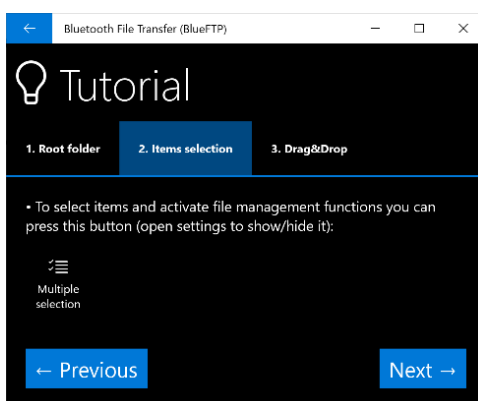 ← Bluetooth File Transfer (BlueFTP)
Tutorial
1. Root folder 2. Items selection 3. Drag&Drop
• To select items and activate file management functions you can
press this button (open settings to show/hide it):
Multiple
selection
← Previous Next →